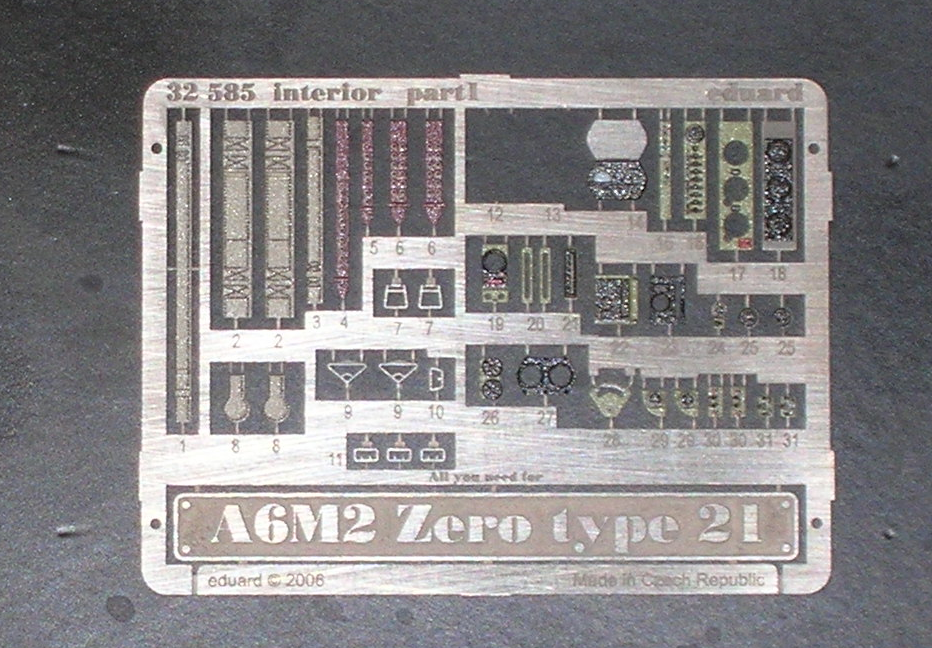 32 585 interior part1 eduard
12 13 14
5 6 6 15 16
17 18
3 4
2 2 7 7 19 20 21
22 23 24 25 25
9 9 10 26 27
1 8 8 28 29 29 30 30 31 31
11
All you need for
A6M2 Zero type 21
eduard © 2006 Made in Czech Republic